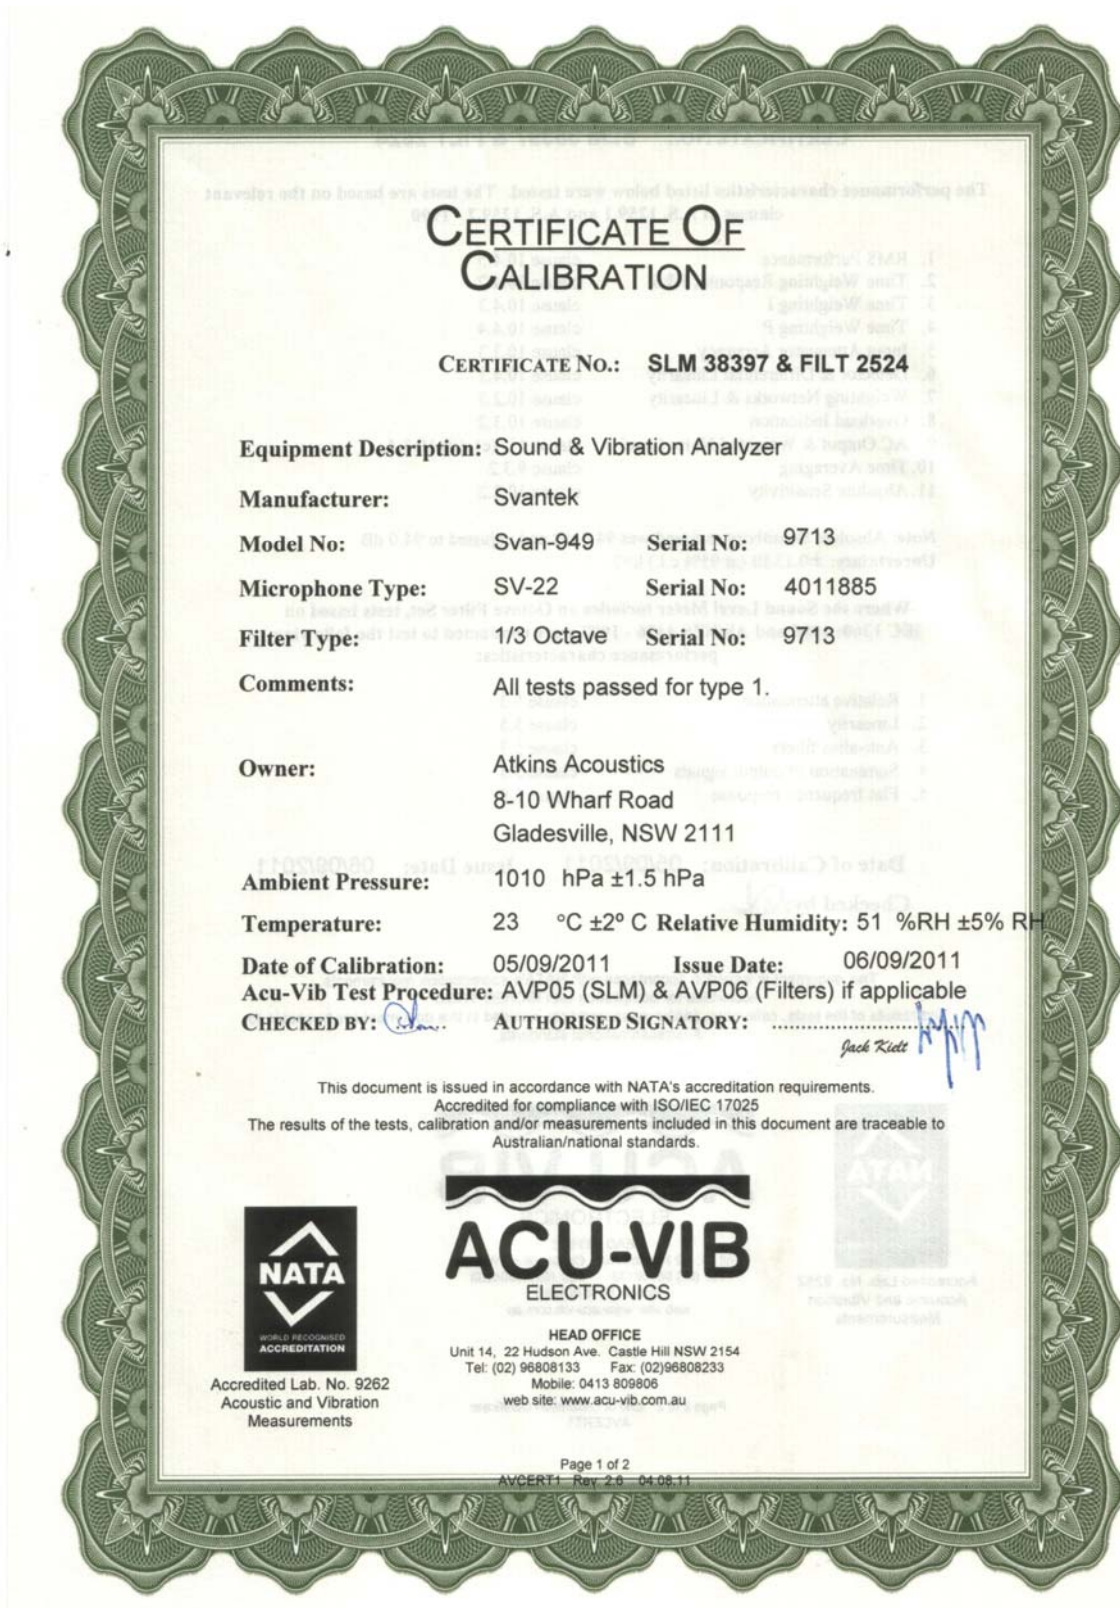 CERTIFICATE OF
CALIBRATION
CERTIFICATE NO.: SLM 38397 & FILT 2524
Equipment Description: Sound & Vibration Analyzer
Manufacturer: Svantek
Model No: Svan-949 Serial No: 9713
Microphone Type: SV-22 Serial No: 4011885
Filter Type: 1/3 Octave Serial No: 9713
Comments: All tests passed for type 1.
Owner: Atkins Acoustics
8-10 Wharf Road
Gladesville, NSW 2111
Ambient Pressure: 1010 hPa ±1.5 hPa
Temperature: 23 °C ±2º C Relative Humidity: 51 %RH ±5% RH
Date of Calibration: 05/09/2011 Issue Date: 06/09/2011
Acu-Vib Test Procedure: AVP05 (SLM) & AVP06 (Filters) if applicable
CHECKED BY: AUTHORISED SIGNATORY:
Jack Kielt
This document is issued in accordance with NATA's accreditation requirements.
Accredited for compliance with ISO/IEC 17025
The results of the tests, calibration and/or measurements included in this document are traceable to
Australian/national standards.
NATA
WORLD RECOGNISED
ACCREDITATION
Accredited Lab. No. 9262
Acoustic and Vibration
Measurements
ACU-VIB
ELECTRONICS
HEAD OFFICE
Unit 14, 22 Hudson Ave. Castle Hill NSW 2154
Tel: (02) 96808133 Fax: (02)96808233
Mobile: 0413 809806
web site: www.acu-vib.com.au
Page 1 of 2
AVCERT1 Rev 2.6 04.08.11